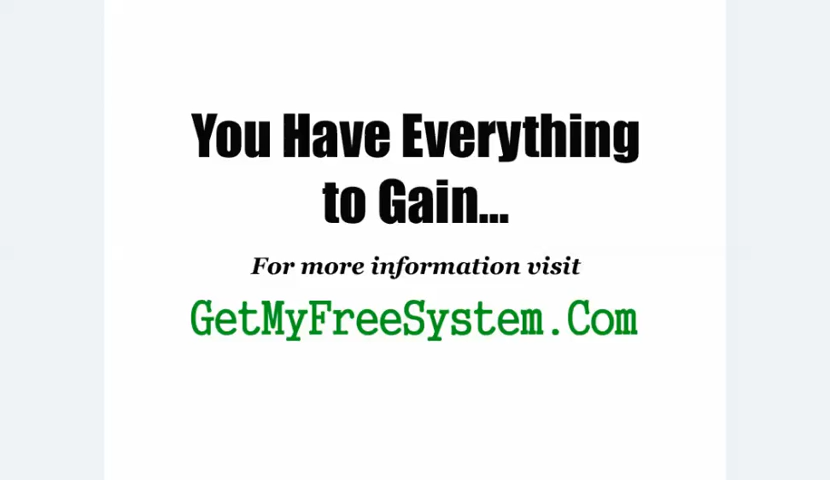 You Have Everything
to Gain...
For more information visit
GetMyFreeSystem.Com